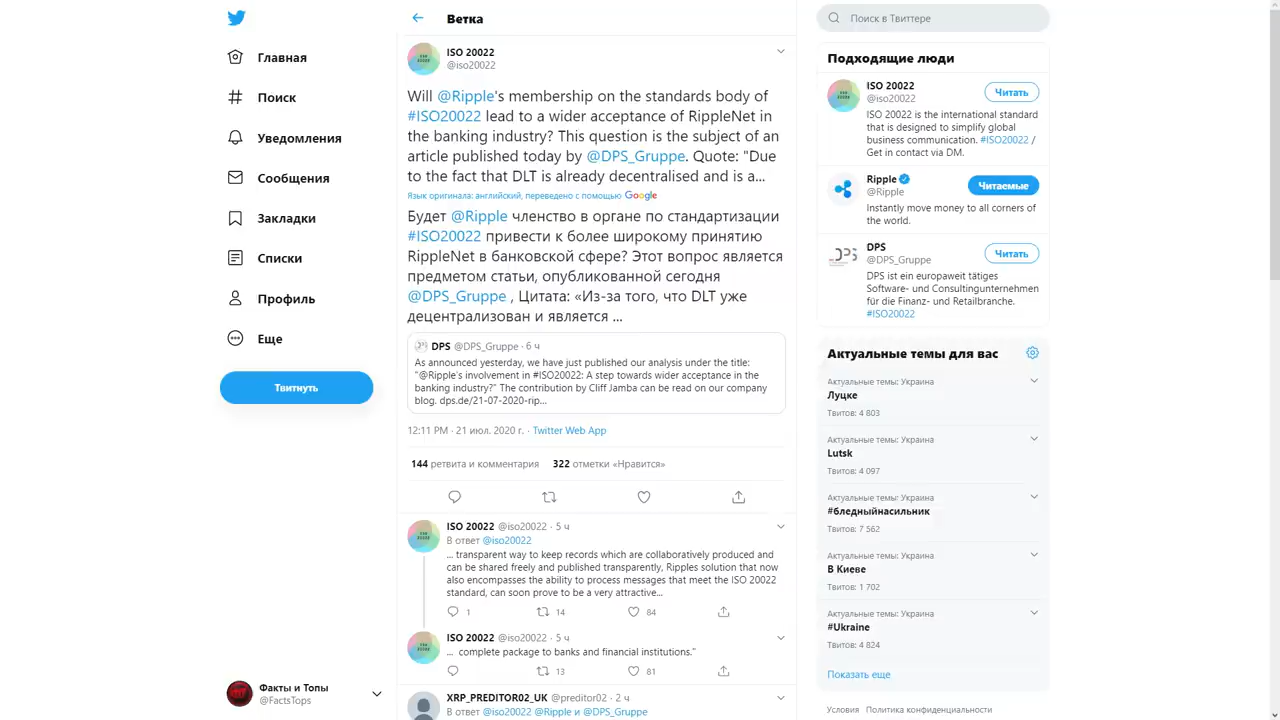 Главная
Поиск
Уведомления
Сообщения
Закладки
Списки
Профиль
Еще
Твитнуть
Факты и Топы
@FactsTops
Ветка
ISO 20022
@iso20022
Will @Ripple's membership on the standards body of
#ISO20022 lead to a wider acceptance of RippleNet in
the banking industry? This question is the subject of an
article published today by @DPS_Gruppe. Quote: "Due
to the fact that DLT is already decentralised and is a...
Язык оригинала: английский, переведено с помощью Google
Будет @Ripple членство в органе по стандартизации
#ISO20022 привести к более широкому принятию
RippleNet в банковской сфере? Этот вопрос является
предметом статьи, опубликованной сегодня
@DPS_Gruppe , Цитата: «Из-за того, что DLT уже
децентрализован и является ...
DPS @DPS_Gruppe · 6 ч
As announced yesterday, we have just published our analysis under the title:
"@Ripple's involvement in #ISO20022: A step towards wider acceptance in the
banking industry?" The contribution by Cliff Jamba can be read on our company
blog. dps.de/21-07-2020-rip...
12:11 PM · 21 июл. 2020 г. · Twitter Web App
144 ретвита и комментария 322 отметки «Нравится»
ISO 20022 @iso20022 · 5 ч
В ответ @iso20022
... transparent way to keep records which are collaboratively produced and
can be shared freely and published transparently, Ripples solution that now
also encompasses the ability to process messages that meet the ISO 20022
standard, can soon prove to be a very attractive...
1 14 84
ISO 20022 @iso20022 · 5 ч
... complete package to banks and financial institutions."
13 81
XRP_PREDITOR02_UK @preditor02 · 2 ч
В ответ @iso20022 @Ripple и @DPS_Gruppe
Поиск в Твиттере
Подходящие люди
ISO 20022
@iso20022
Читать
ISO 20022 is the international standard
that is designed to simplify global
business communication. #ISO20022 /
Get in contact via DM.
Ripple
@Ripple
Читаемые
Instantly move money to all corners of
the world.
DPS
@DPS_Gruppe
Читать
DPS ist ein europaweit tätiges
Software- und Consultingunternehmen
für die Finanz- und Retailbranche.
#ISO20022
Актуальные темы для вас
Актуальные темы: Украина
Луцке
Твитов: 4 803
Актуальные темы: Украина
Lutsk
Твитов: 4 097
Актуальные темы: Украина
#бледныйнасильник
Твитов: 7 562
Актуальные темы: Украина
В Киеве
Твитов: 1 702
Актуальные темы: Украина
#Ukraine
Твитов: 4 824
Показать еще
Условия Политика конфиденциальности